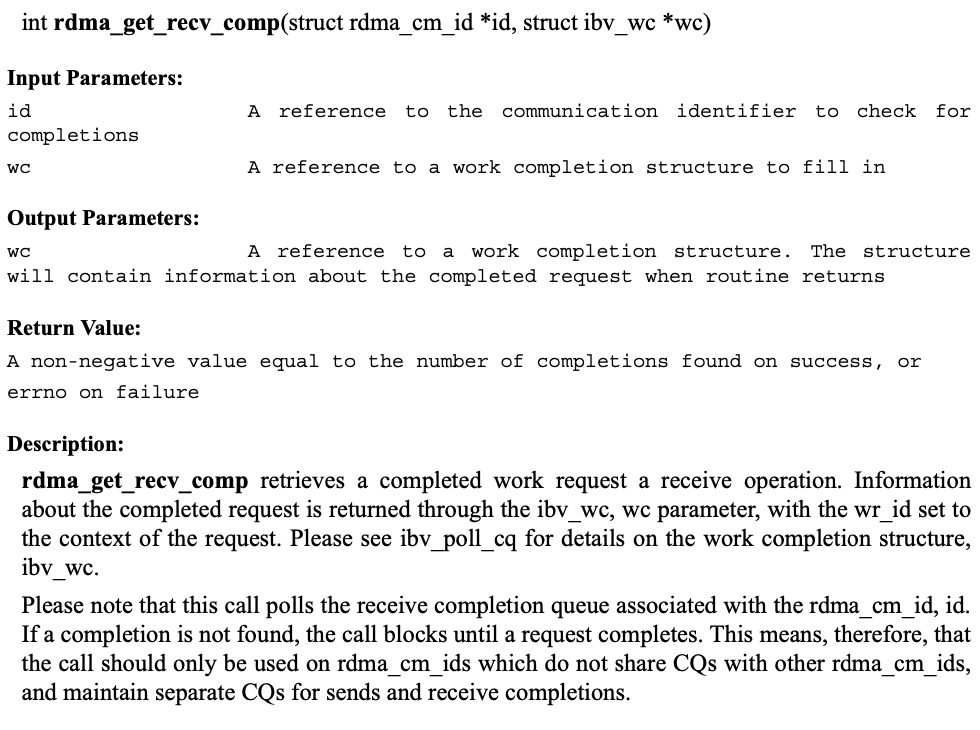 int rdma_get_recv_comp(struct rdma_cm_id *id, struct ibv_wc *wc)
Input Parameters:
id A reference to the communication identifier to check for
completions
wc A reference to a work completion structure to fill in
Output Parameters:
wc A reference to a work completion structure. The structure
will contain information about the completed request when routine returns
Return Value:
A non-negative value equal to the number of completions found on success, or
errno on failure
Description:
rdma_get_recv_comp retrieves a completed work request a receive operation. Information
about the completed request is returned through the ibv_wc, wc parameter, with the wr_id set to
the context of the request. Please see ibv_poll_cq for details on the work completion structure,
ibv_wc.
Please note that this call polls the receive completion queue associated with the rdma_cm_id, id.
If a completion is not found, the call blocks until a request completes. This means, therefore, that
the call should only be used on rdma_cm_ids which do not share CQs with other rdma_cm_ids,
and maintain separate CQs for sends and receive completions.